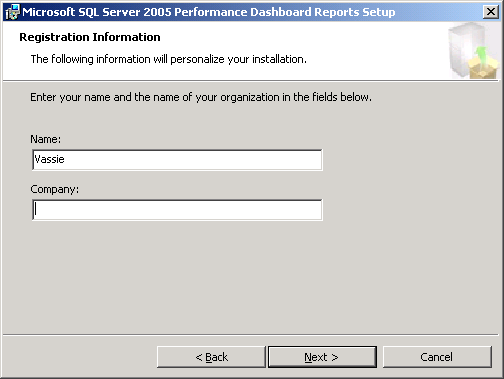 Microsoft SQL Server 2005 Performance Dashboard Reports Setup
Registration Information
The following information will personalize your installation.
Enter your name and the name of your organization in the fields below.
Name:
Vassie
Company:
< Back
Next >
Cancel